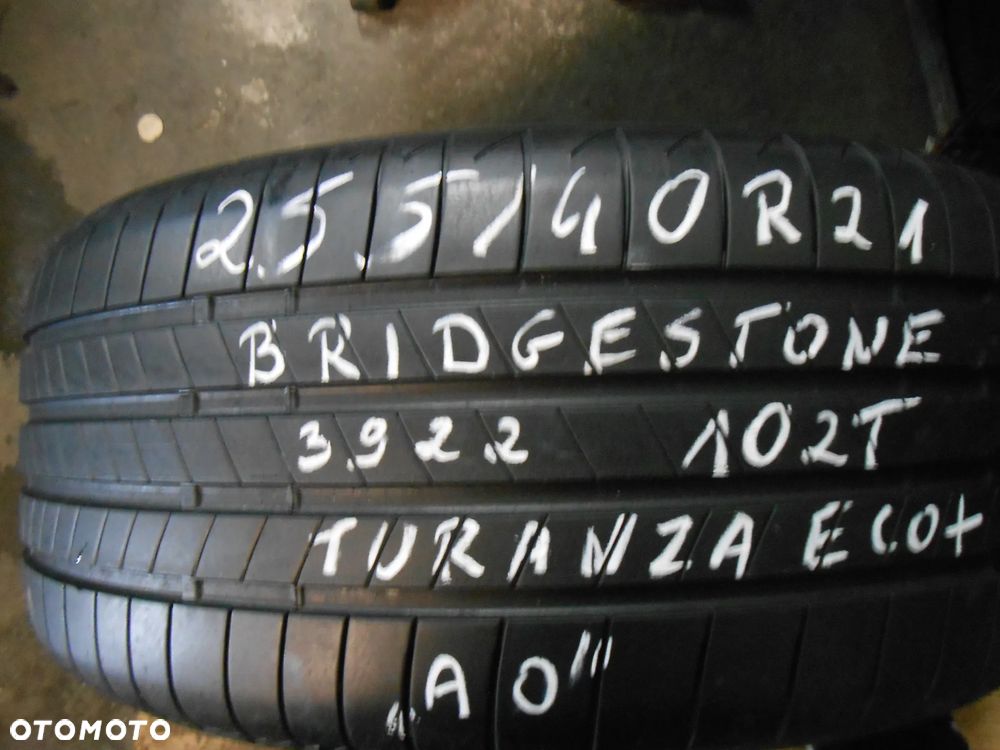 255/40R21
BRIDGESTONE
3922 102T
TURANZA ECO+
„AO"
OTOMOTO